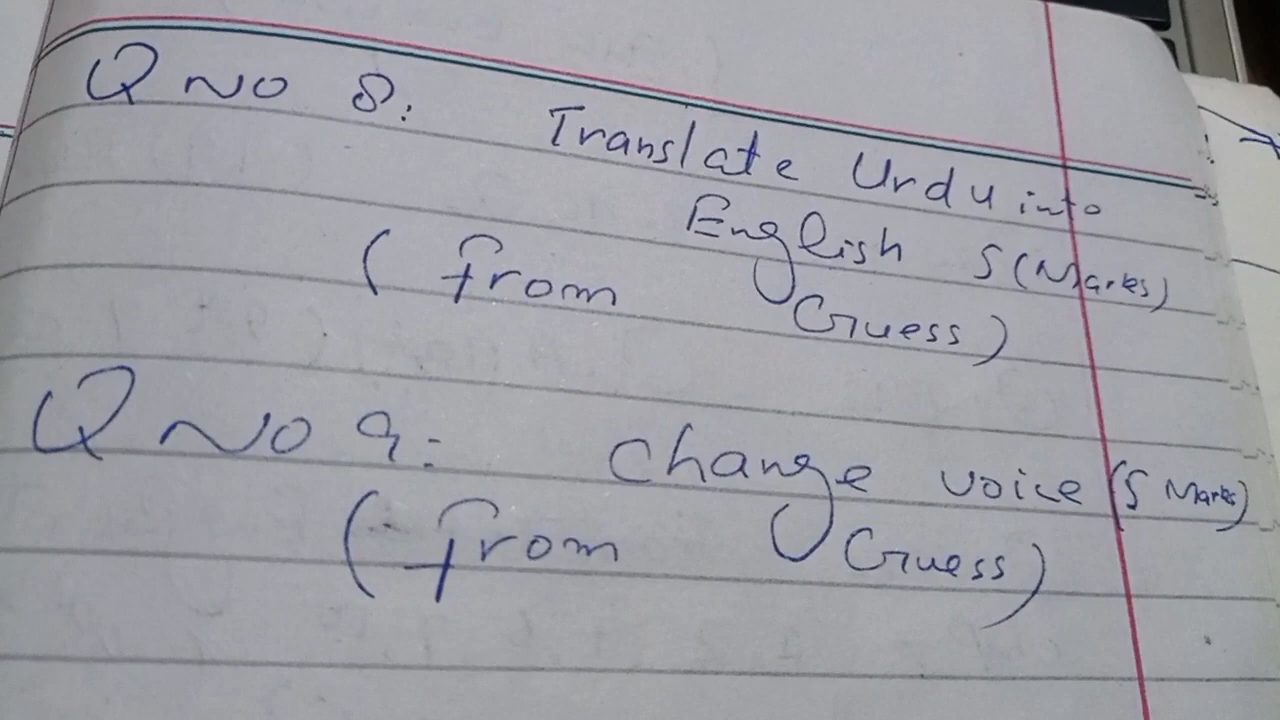 Q NO 8: Translate Urdu into
English 5 (Marks)
( from Guess)
Q NO 9: Change voice (5 Marks)
( from Guess)